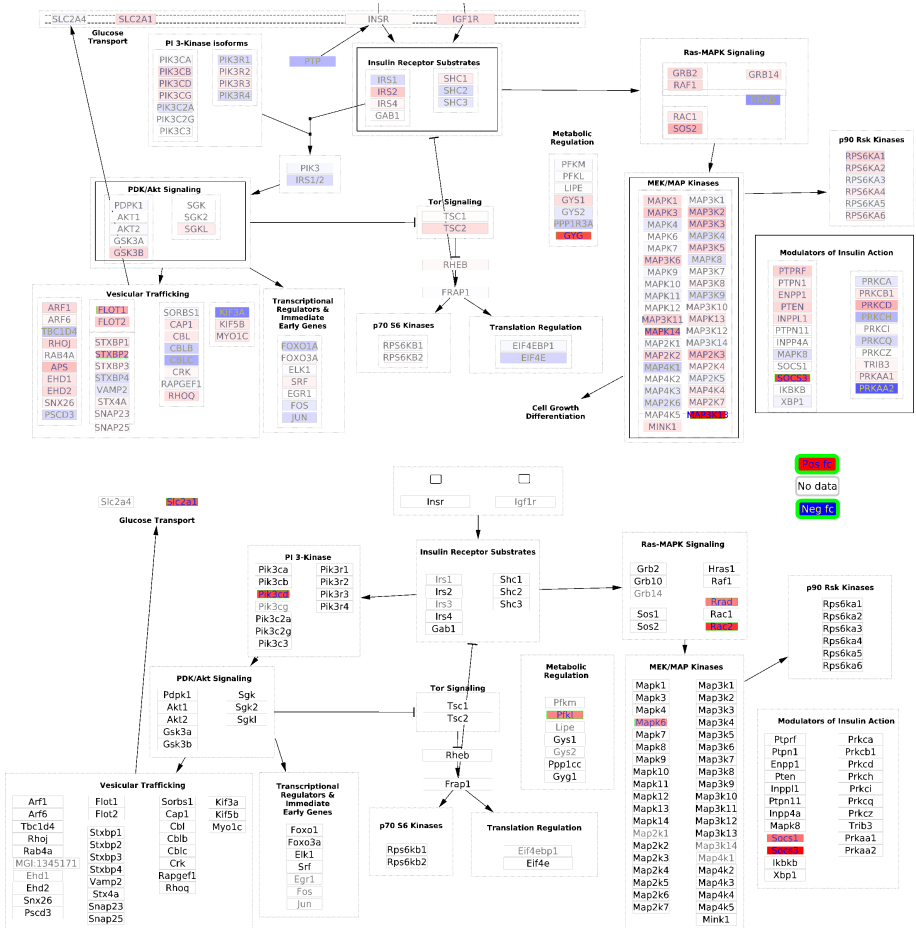 SLC2A4 SLC2A1 INSR IGF1R
Glucose
Transport
PI 3-Kinase isoforms
PIK3CA PIK3R1
PIK3CB PIK3R2
PIK3CD PIK3R3
PIK3CG PIK3R4
PIK3C2A
PIK3C2G
PIK3C3
PTP
Insulin Receptor Substrates
IRS1 SHC1
IRS2 SHC2
IRS4 SHC3
GAB1
Ras-MAPK Signaling
GRB2 GRB14
RAF1
RAC1
SOS2
PIK3
IRS1/2
Metabolic
Regulation
PFKM
PFKL
LIPE
GYS1
GYS2
PPP1R3A
GYG
p90 Rsk Kinases
RPS6KA1
RPS6KA2
RPS6KA3
RPS6KA4
RPS6KA5
RPS6KA6
PDK/Akt Signaling
PDPK1 SGK
AKT1 SGK2
AKT2 SGKL
GSK3A
GSK3B
Tor Signaling
TSC1
TSC2
RHEB
FRAP1
MEK/MAP Kinases
MAPK1 MAP3K1
MAPK3 MAP3K2
MAPK4 MAP3K3
MAPK6 MAP3K4
MAPK7 MAP3K5
MAP3K6 MAPK8
MAPK9 MAP3K7
MAPK10 MAP3K8
MAPK11 MAP3K9
MAPK12 MAP3K10
MAP3K11 MAPK13
MAPK14 MAP3K12
MAP2K1 MAP3K14
MAP2K2 MAP2K3
MAP4K1 MAP2K4
MAP4K2 MAP2K5
MAP4K3 MAP4K4
MAP2K6 MAP2K7
MAP4K5 MAP3K13
MINK1
Modulators of Insulin Action
PTPRF PRKCA
PTPN1 PRKCB1
ENPP1 PRKCD
PTEN PRKCH
INPPL1 PRKCI
PTPN11 PRKCQ
INPP4A PRKCZ
MAPK8 TRIB3
SOCS1 PRKAA1
SOCS3 PRKAA2
IKBKB
XBP1
Vesicular Trafficking
ARF1 FLOT1 SORBS1 KIF3A
ARF6 FLOT2 CAP1 KIF5B
TBC1D4 CBL MYO1C
RHOJ STXBP1 CBLB
RAB4A STXBP2 CBLC
APS STXBP3 CRK
EHD1 STXBP4 RAPGEF1
EHD2 VAMP2 RHOQ
SNX26 STX4A
PSCD3 SNAP23
SNAP25
Transcriptional
Regulators &
Immediate
Early Genes
FOXO1A
FOXO3A
ELK1
SRF
EGR1
FOS
JUN
p70 S6 Kinases
RPS6KB1
RPS6KB2
Translation Regulation
EIF4EBP1
EIF4E
Cell Growth
Differentiation
Pos fc
No data
Neg fc
Slc2a4 Slc2a1
Glucose Transport
Insr Igf1r
PI 3-Kinase
Pik3ca Pik3r1
Pik3cb Pik3r2
Pik3cd Pik3r3
Pik3cg Pik3r4
Pik3c2a
Pik3c2g
Pik3c3
Insulin Receptor Substrates
Irs1 Shc1
Irs2 Shc2
Irs3 Shc3
Irs4
Gab1
Ras-MAPK Signaling
Grb2 Hras1
Grb10 Raf1
Grb14
Rrad
Sos1 Rac1
Sos2 Rac2
p90 Rsk Kinases
Rps6ka1
Rps6ka2
Rps6ka3
Rps6ka4
Rps6ka5
Rps6ka6
PDK/Akt Signaling
Pdpk1 Sgk
Akt1 Sgk2
Akt2 Sgkl
Gsk3a
Gsk3b
Tor Signaling
Tsc1
Tsc2
Rheb
Frap1
Metabolic
Regulation
Pfkm
Pfkl
Lipe
Gys1
Gys2
Ppp1cc
Gyg1
MEK/MAP Kinases
Mapk1 Map3k1
Mapk3 Map3k2
Mapk4 Map3k3
Mapk6 Map3k4
Mapk7 Map3k5
Mapk8 Map3k6
Mapk9 Map3k7
Mapk10 Map3k8
Mapk11 Map3k9
Mapk12 Map3k10
Mapk13 Map3k11
Mapk14 Map3k12
Map2k1 Map3k13
Map2k2 Map3k14
Map2k3 Map4k1
Map2k4 Map4k2
Map2k5 Map4k3
Map2k6 Map4k4
Map2k7 Map4k5
Mink1
Modulators of Insulin Action
Ptprf Prkca
Ptpn1 Prkcb1
Enpp1 Prkcd
Pten Prkch
Inppl1 Prkci
Ptpn11 Prkcq
Inpp4a Prkcz
Mapk8 Trib3
Socs1 Prkaa1
Socs3 Prkaa2
Ikbkb
Xbp1
Vesicular Trafficking
Arf1 Flot1 Sorbs1 Kif3a
Arf6 Flot2 Cap1 Kif5b
Tbc1d4 Cbl Myo1c
Rhoj Stxbp1 Cblb
Rab4a Stxbp2 Cblc
MGI:1345171 Stxbp3 Crk
Ehd1 Stxbp4 Rapgef1
Ehd2 Vamp2 Rhoq
Snx26 Stx4a
Pscd3 Snap23
Snap25
Transcriptional
Regulators &
Immediate
Early Genes
Foxo1
Foxo3a
Elk1
Srf
Egr1
Fos
Jun
p70 S6 Kinases
Rps6kb1
Rps6kb2
Translation Regulation
Eif4ebp1
Eif4e